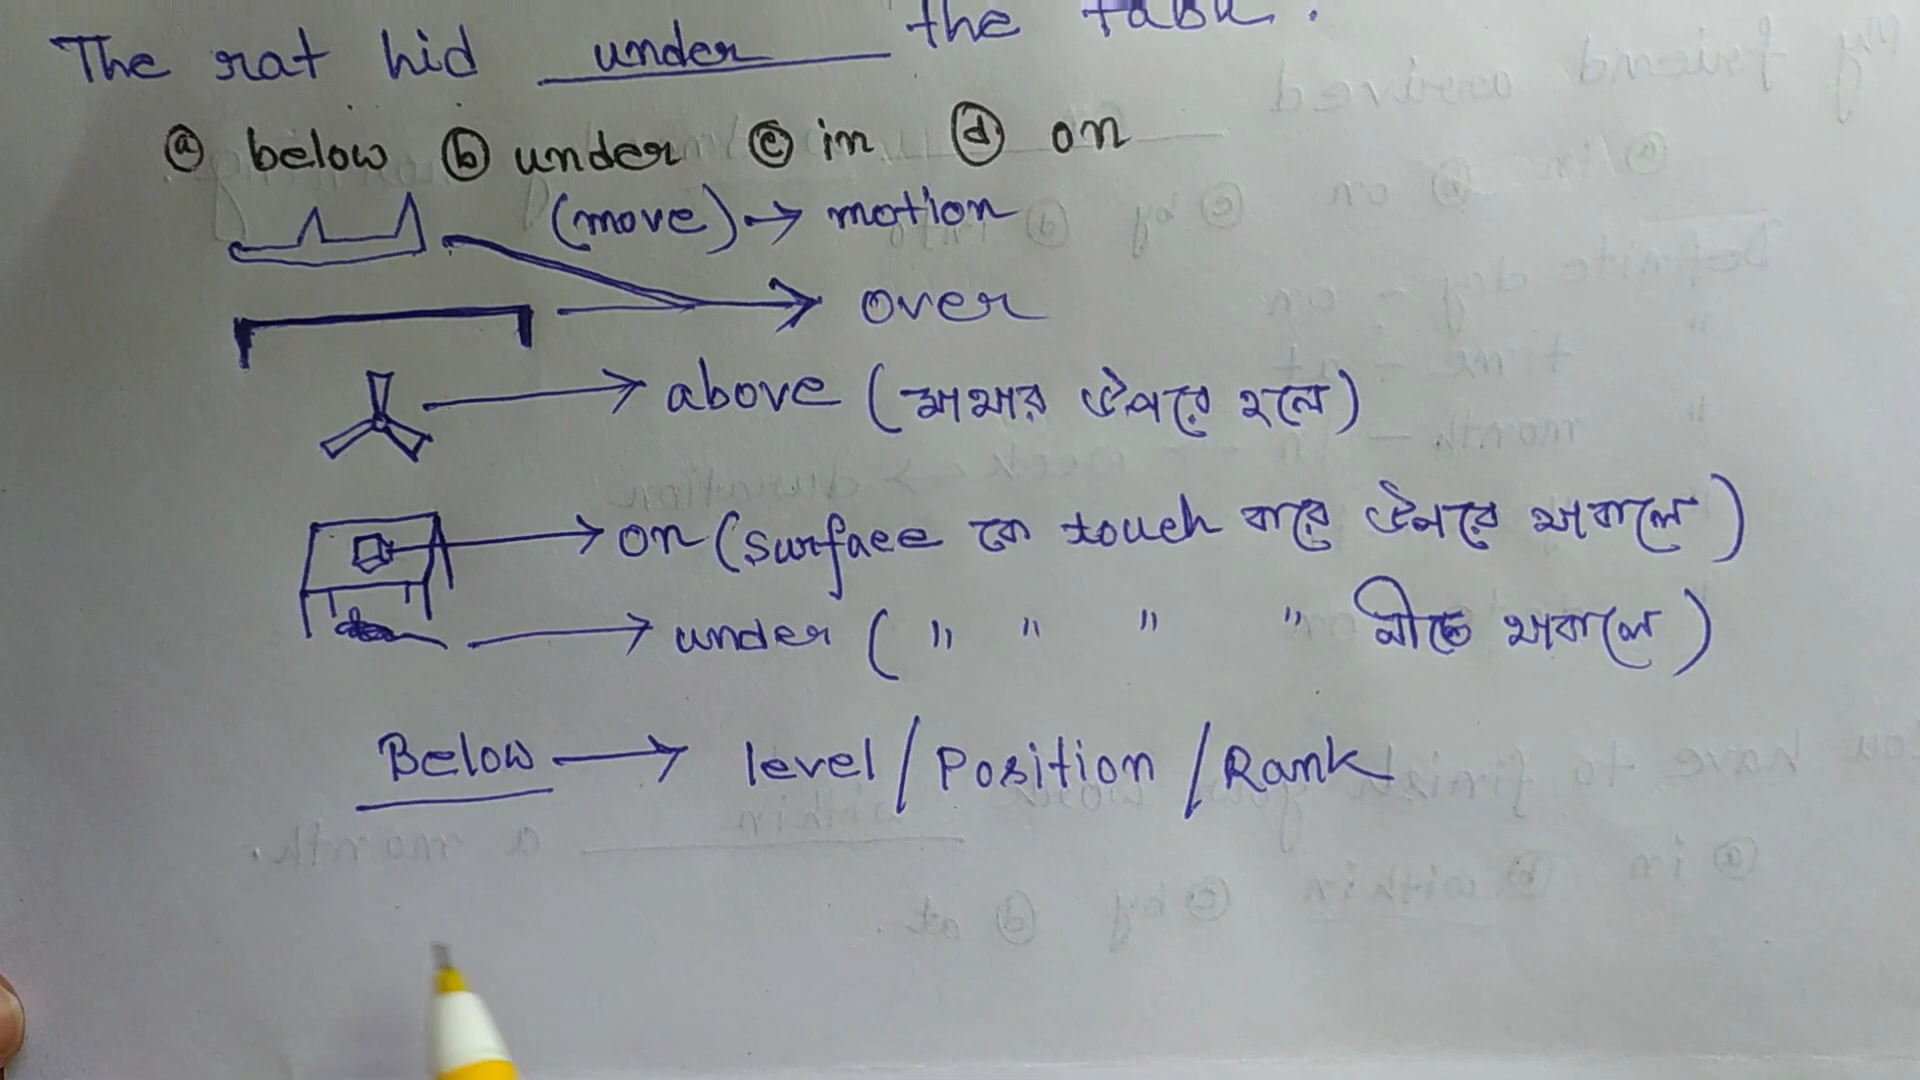 The rat hid under the table.
ⓐ below ⓑ under ⓒ in ⓓ on
(move) → motion
→ over
→ above (মাথার উপরে হলে)
→ on (surface কে touch করে উপরে থাকলে)
→ under ( " " " " নীচে থাকলে)
Below → level / Position / Rank